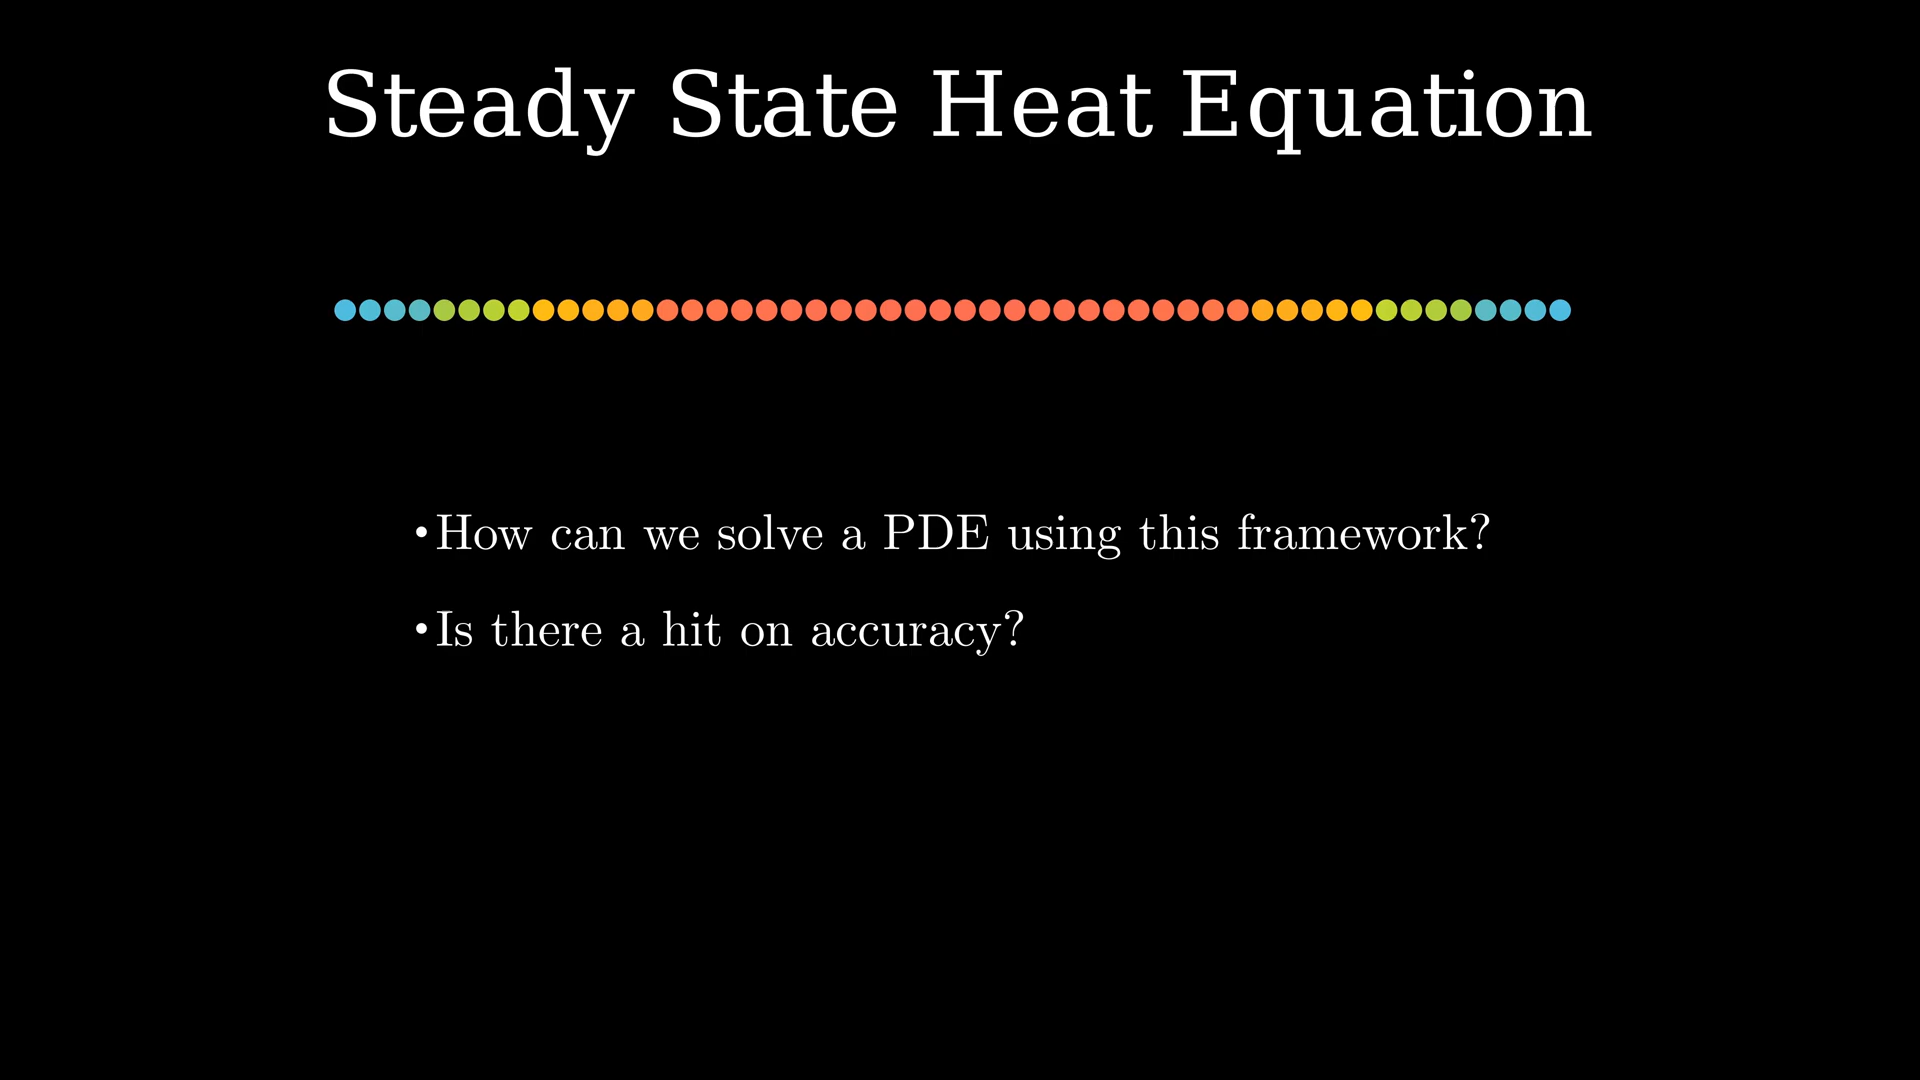 Steady State Heat Equation
•How can we solve a PDE using this framework?
•Is there a hit on accuracy?